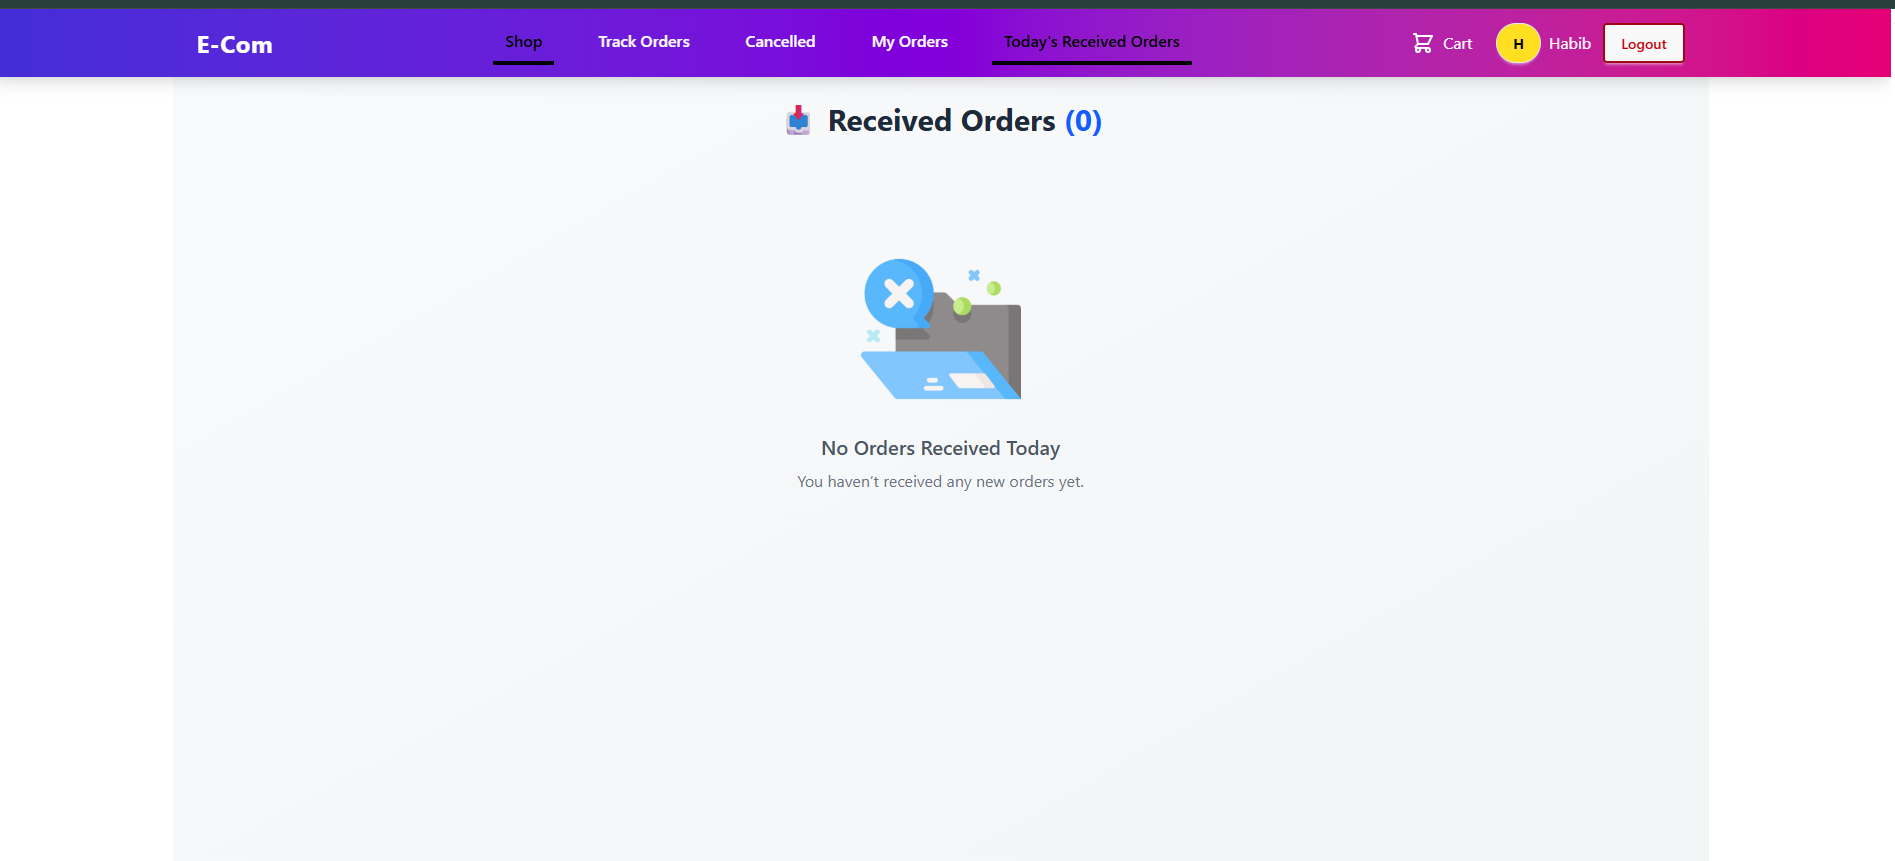 E-Com
Shop
Track Orders
Cancelled
My Orders
Today's Received Orders
Cart
H
Habib
Logout
Received Orders (0)
No Orders Received Today
You haven't received any new orders yet.